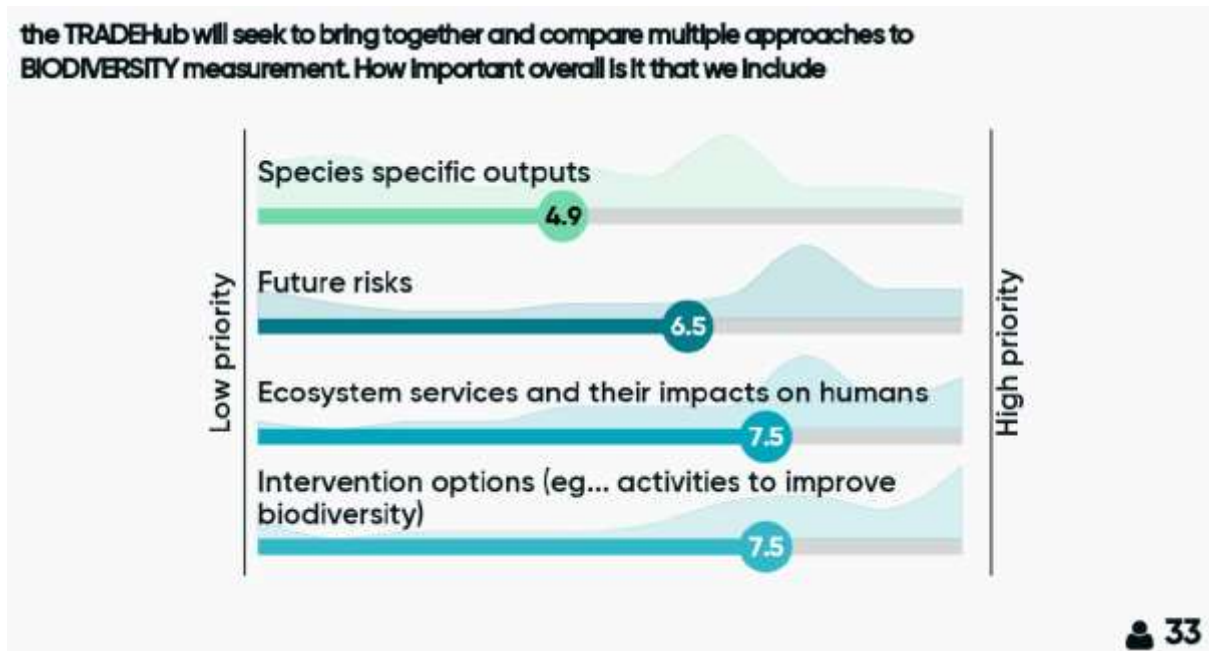 the TRADEHub will seek to bring together and compare multiple approaches to
BIODIVERSITY measurement. How important overall is it that we include
Species specific outputs
4.9
Future risks
6.5
Ecosystem services and their impacts on humans
7.5
Intervention options (eg... activities to improve
biodiversity)
7.5
Low priority
High priority
33